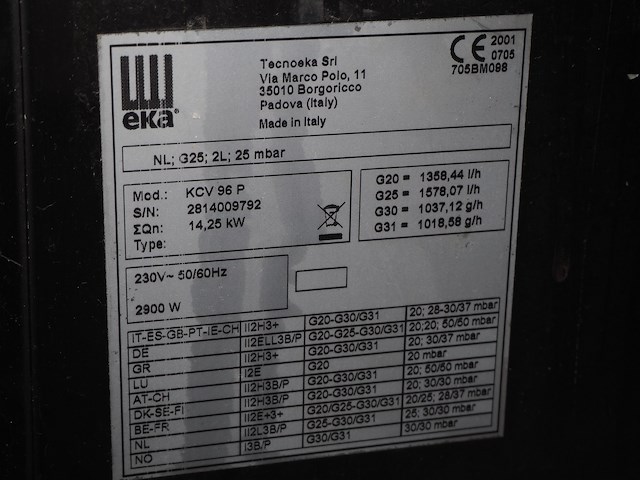 eka
Tecnoeka Srl
Via Marco Polo, 11
35010 Borgoricco
Padova (Italy)
Made in Italy
CE 2001
0705
705BM098
NL; G25; 2L; 25 mbar
Mod.: KCV 96 P
S/N: 2814009792
ΣQn: 14,25 kW
Type:
G20 = 1358,44 l/h
G25 = 1578,07 l/h
G30 = 1037,12 g/h
G31 = 1018,58 g/h
230V~ 50/60Hz
2900 W
IT-ES-GB-PT-IE-CH II2H3+ G20-G30/G31 20; 28-30/37 mbar
DE II2ELL3B/P G20-G25-G30/G31 20;20; 50/50 mbar
GR II2H3+ G20-G30/G31 20; 30/37 mbar
LU I2E G20 20 mbar
AT-CH II2H3B/P G20-G30/G31 20; 50/50 mbar
DK-SE-FI II2H3B/P G20-G30/G31 20; 30/30 mbar
BE-FR II2E+3+ G20/G25-G30/G31 20/25; 28/37 mbar
NL II2L3B/P G25-G30/G31 25; 30/30 mbar
NO I3B/P G30/G31 30/30 mbar